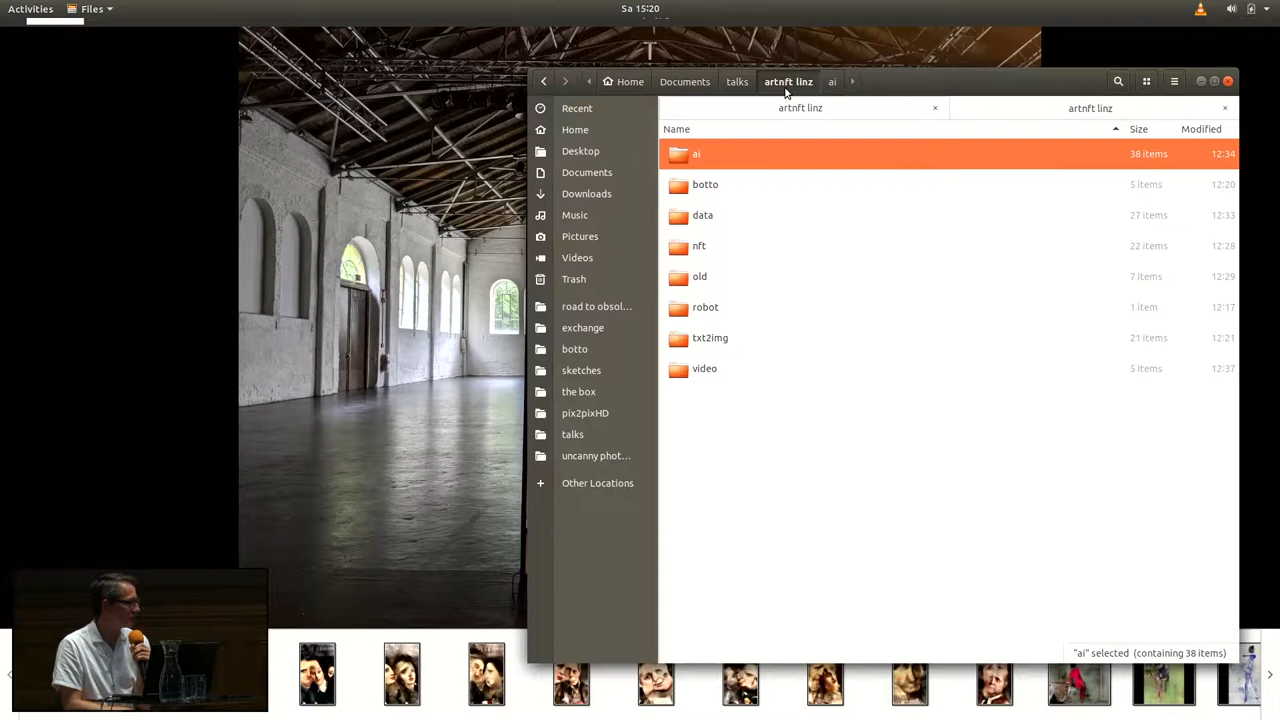 Activities Files Sa 15:20
Home Documents talks artnft linz ai
artnft linz artnft linz
Name Size Modified
Recent
Home
Desktop
Documents
Downloads
Music
Pictures
Videos
Trash
road to obsol...
exchange
botto
sketches
the box
pix2pixHD
talks
uncanny phot...
Other Locations
ai 38 items 12:34
botto 5 items 12:20
data 27 items 12:33
nft 22 items 12:28
old 7 items 12:29
robot 1 item 12:17
txt2img 21 items 12:21
video 5 items 12:37
"ai" selected (containing 38 items)